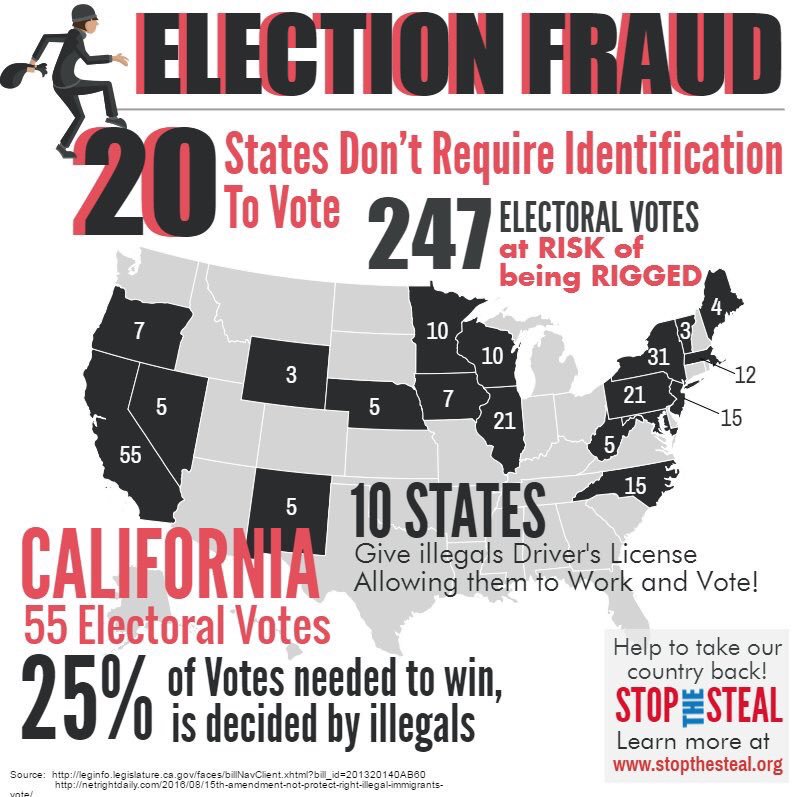 ELECTION FRAUD
20 States Don't Require Identification
To Vote
247 ELECTORAL VOTES
at RISK of
being RIGGED
7
3
5
55
5
5
10
10
7
21
4
3
31
12
21
15
5
15
10 STATES
Give illegals Driver's License
Allowing them to Work and Vote!
CALIFORNIA
55 Electoral Votes
25% of Votes needed to win,
is decided by illegals
Help to take our
country back!
STOP THE STEAL
Learn more at
www.stopthesteal.org
Source: http://leginfo.legislature.ca.gov/faces/billNavClient.xhtml?bill_id=201320140AB60
http://netrightdaily.com/2016/08/15th-amendment-not-protect-right-illegal-immigrants-
vote/